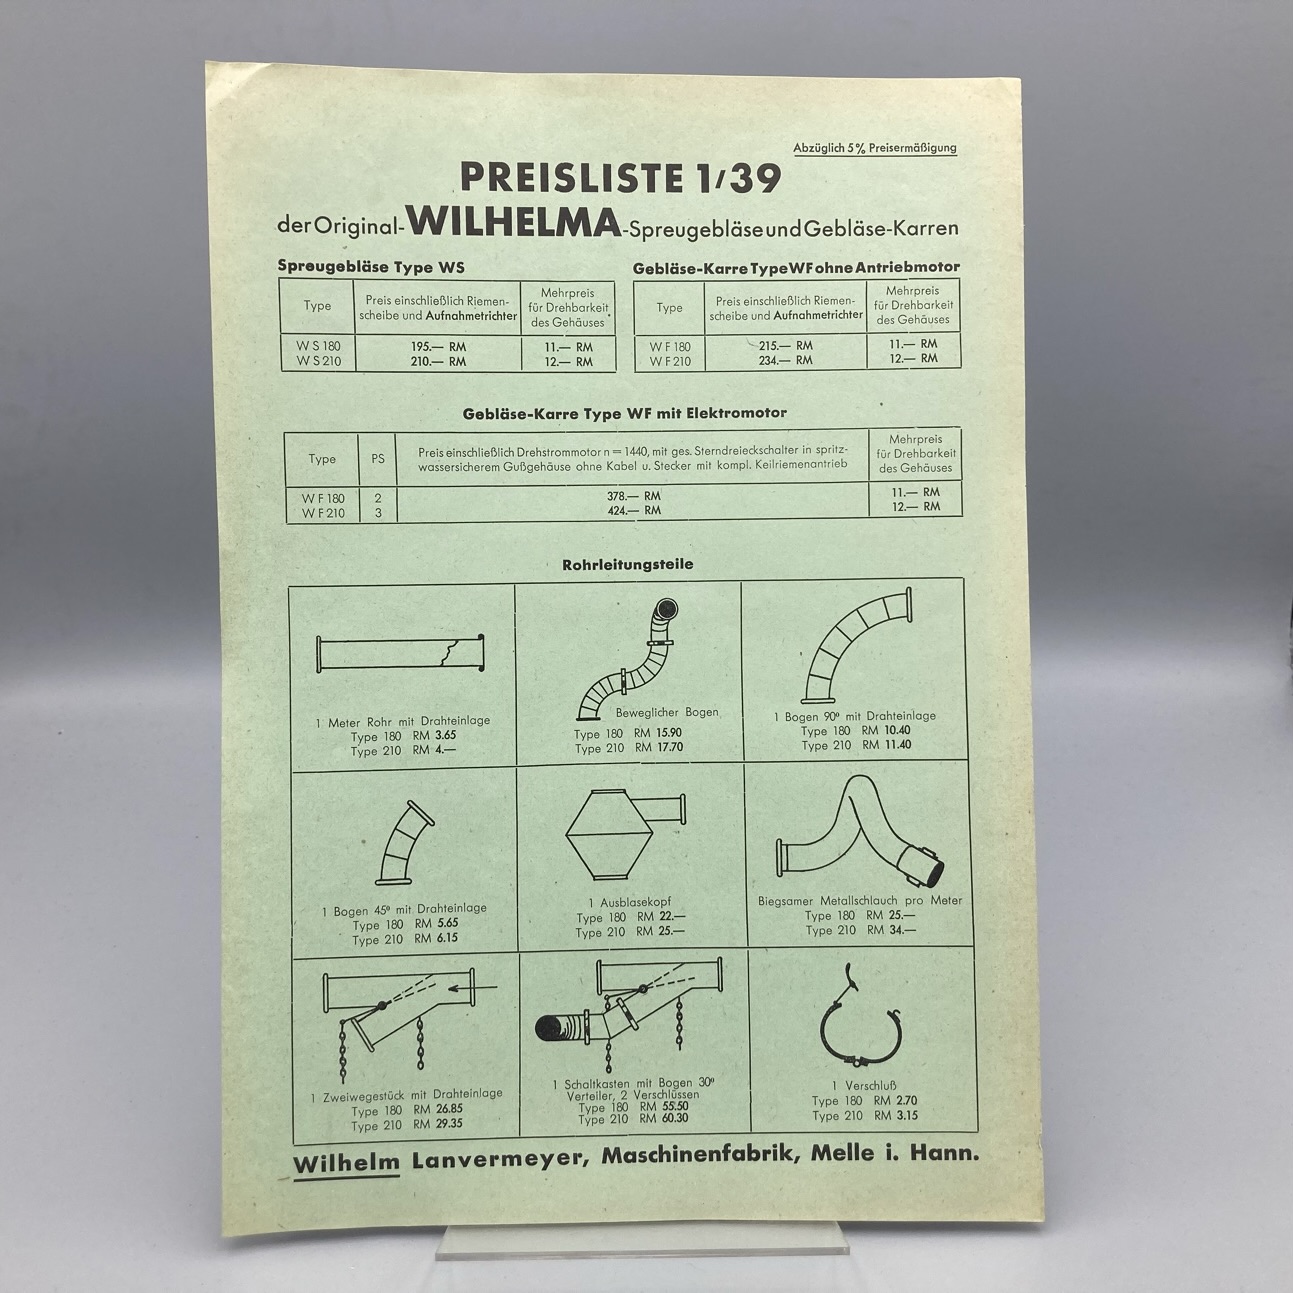 Abzüglich 5% Preisermäßigung
PREISLISTE 1/39
der Original-WILHELMA-Spreugebläse und Gebläse-Karren
Spreugebläse Type WS
Type
Preis einschließlich Riemen-
scheibe und Aufnahmetrichter
Mehrpreis
für Drehbarkeit
des Gehäuses
WS 180 195.— RM 11.— RM
WS 210 210.— RM 12.— RM
Gebläse-Karre Type WF ohne Antriebmotor
Type
Preis einschließlich Riemen-
scheibe und Aufnahmetrichter
Mehrpreis
für Drehbarkeit
des Gehäuses
WF 180 215.— RM 11.— RM
WF 210 234.— RM 12.— RM
Gebläse-Karre Type WF mit Elektromotor
Type
PS
Preis einschließlich Drehstrommotor n = 1440, mit ges. Sterndreieckschalter in spritz-
wassersicherem Gußgehäuse ohne Kabel u. Stecker mit kompl. Keilriemenantrieb
Mehrpreis
für Drehbarkeit
des Gehäuses
WF 180 2 378.— RM 11.— RM
WF 210 3 424.— RM 12.— RM
Rohrleitungsteile
1 Meter Rohr mit Drahteinlage
Type 180 RM 3.65
Type 210 RM 4.—
Beweglicher Bogen
Type 180 RM 15.90
Type 210 RM 17.70
1 Bogen 90° mit Drahteinlage
Type 180 RM 10.40
Type 210 RM 11.40
1 Bogen 45° mit Drahteinlage
Type 180 RM 5.65
Type 210 RM 6.15
1 Ausblasekopf
Type 180 RM 22.—
Type 210 RM 25.—
Biegsamer Metallschlauch pro Meter
Type 180 RM 25.—
Type 210 RM 34.—
1 Zweiwegestück mit Drahteinlage
Type 180 RM 26.85
Type 210 RM 29.35
1 Schaltkasten mit Bogen 30°
Verteiler, 2 Verschlüssen
Type 180 RM 55.50
Type 210 RM 60.30
1 Verschluß
Type 180 RM 2.70
Type 210 RM 3.15
Wilhelm Lanvermeyer, Maschinenfabrik, Melle i. Hann.